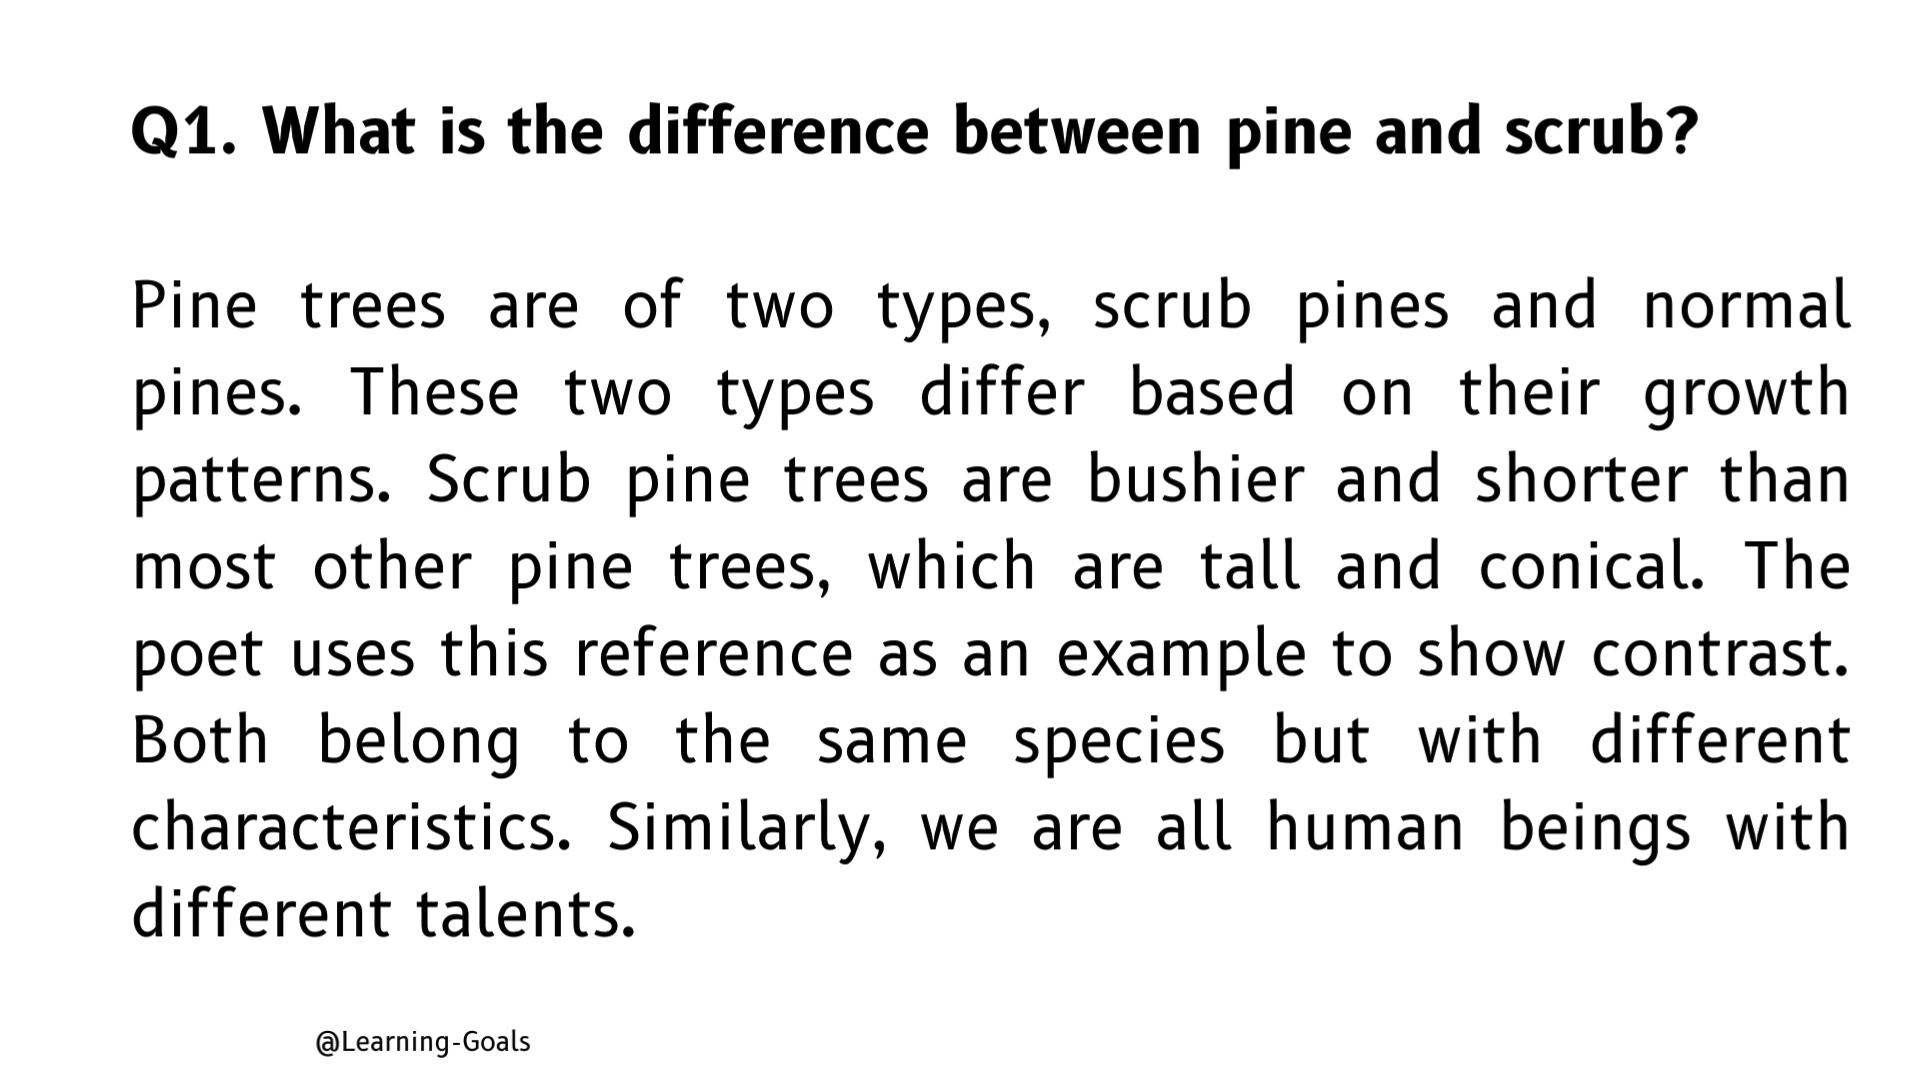 Q1. What is the difference between pine and scrub?
Pine trees are of two types, scrub pines and normal
pines. These two types differ based on their growth
patterns. Scrub pine trees are bushier and shorter than
most other pine trees, which are tall and conical. The
poet uses this reference as an example to show contrast.
Both belong to the same species but with different
characteristics. Similarly, we are all human beings with
different talents.
@Learning-Goals